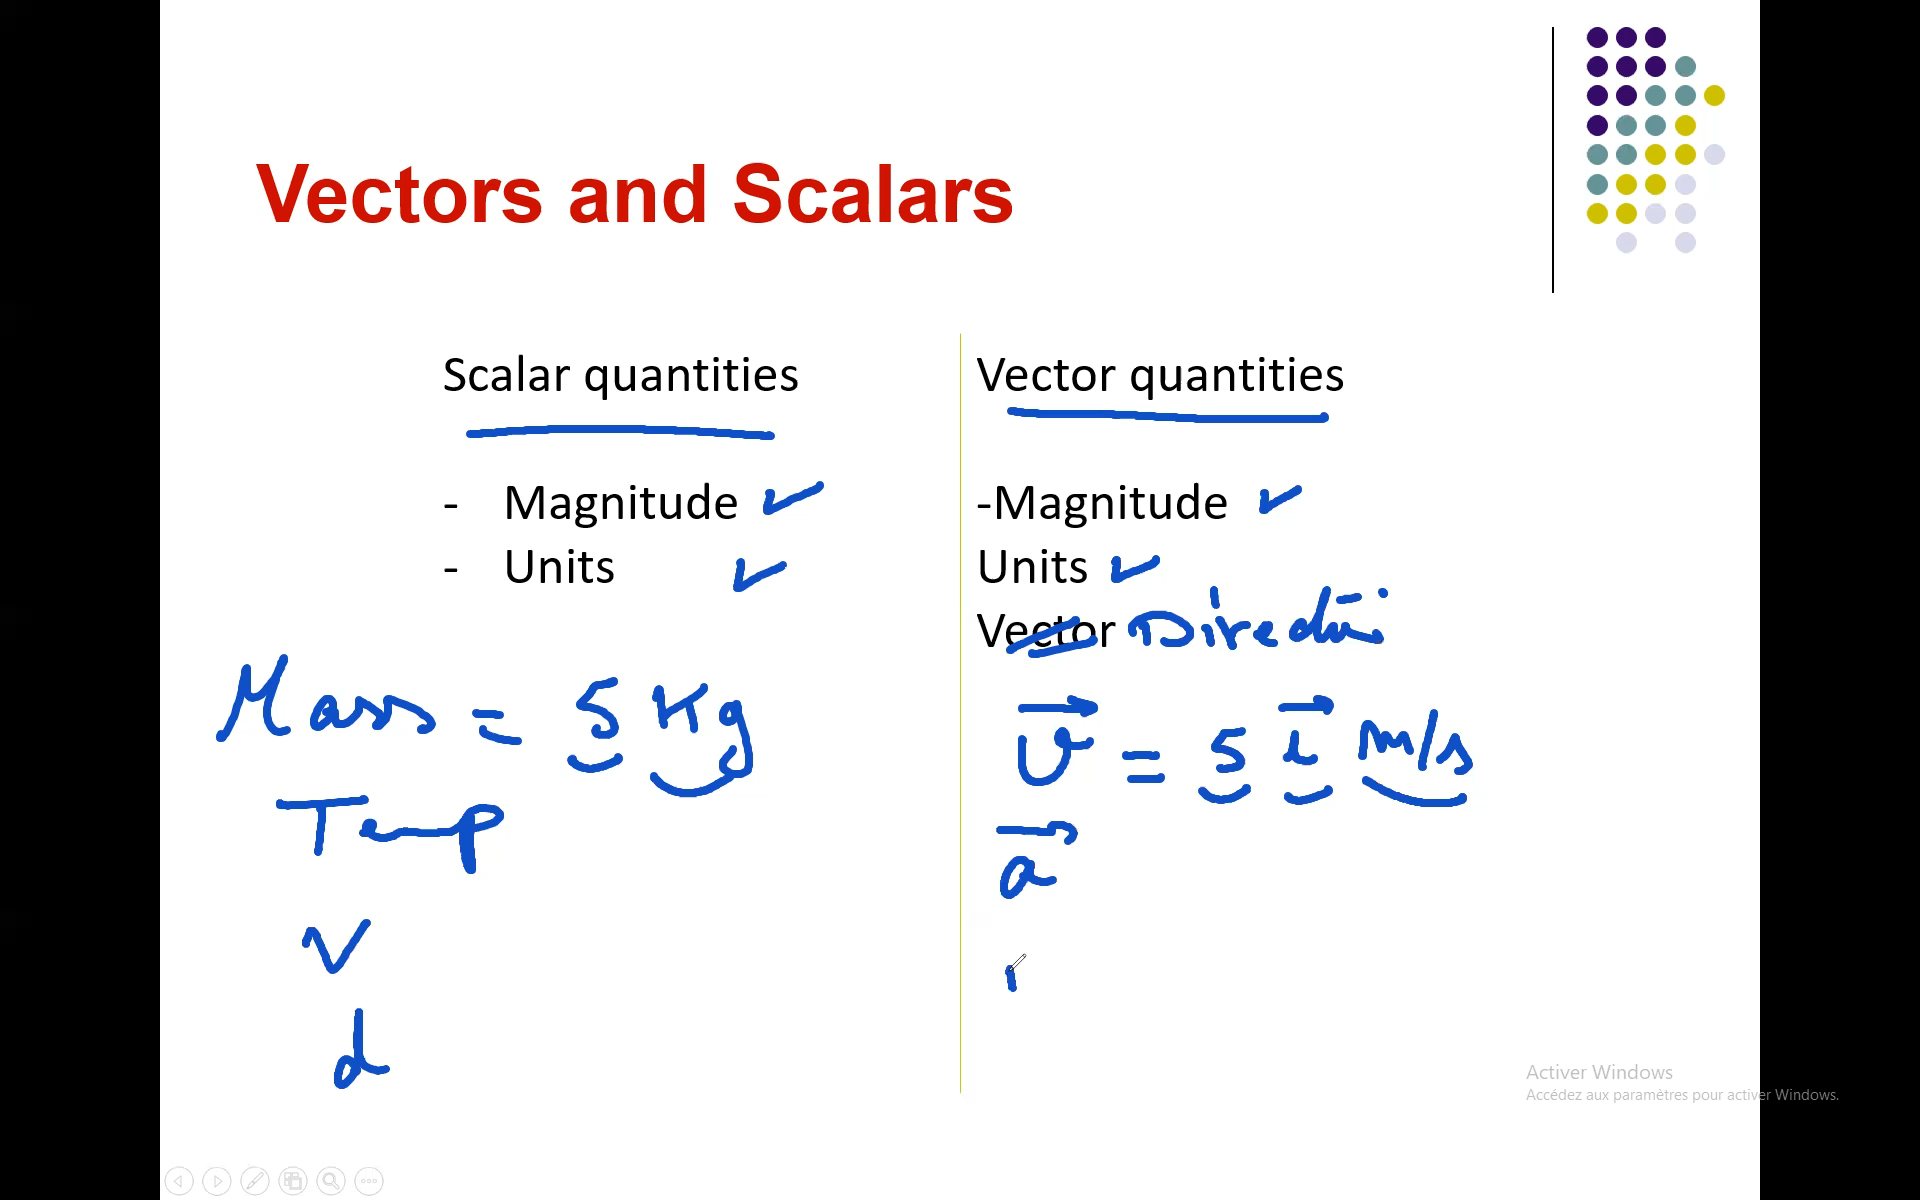 Vectors and Scalars
Scalar quantities
- Magnitude
- Units
Mass = 5 Kg
Temp
V
d
Vector quantities
-Magnitude
Units
Vector
v = 5 i m/s
a
Activer Windows
Accédez aux paramètres pour activer Windows.